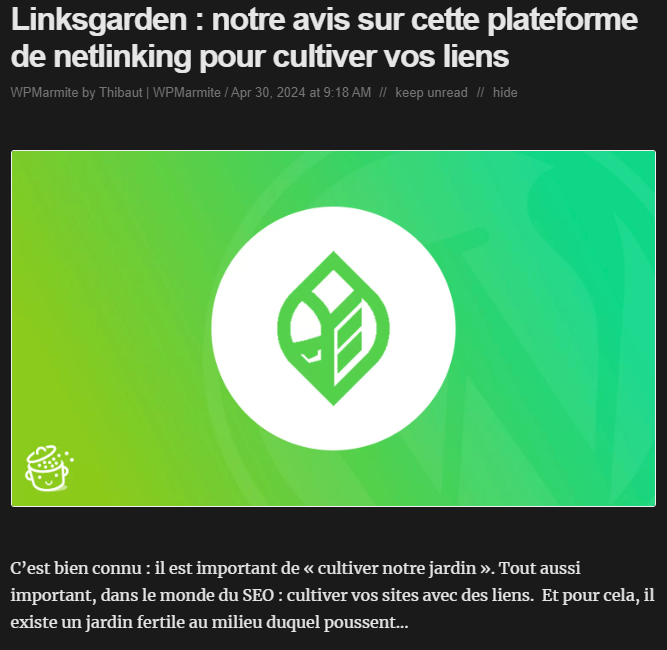 Linksgarden : notre avis sur cette plateforme
de netlinking pour cultiver vos liens
WPMarmite by Thibaut | WPMarmite / Apr 30, 2024 at 9:18 AM // keep unread // hide
C’est bien connu : il est important de « cultiver notre jardin ». Tout aussi
important, dans le monde du SEO : cultiver vos sites avec des liens. Et pour cela, il
existe un jardin fertile au milieu duquel poussent...